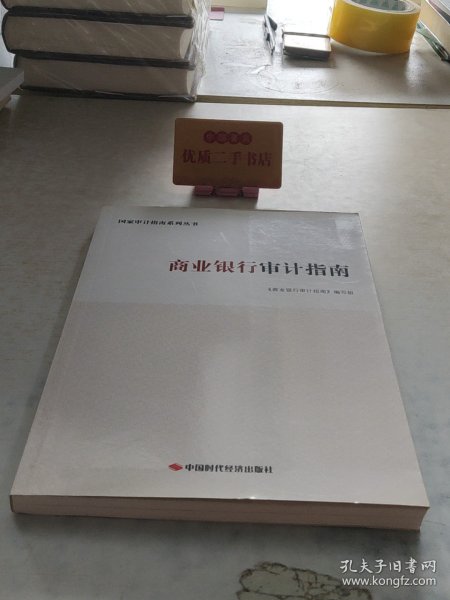 优质二手书店
国家审计指南系列丛书
商业银行审计指南
《商业银行审计指南》编写组
中国时代经济出版社
孔夫子旧书网
www.kongfz.com